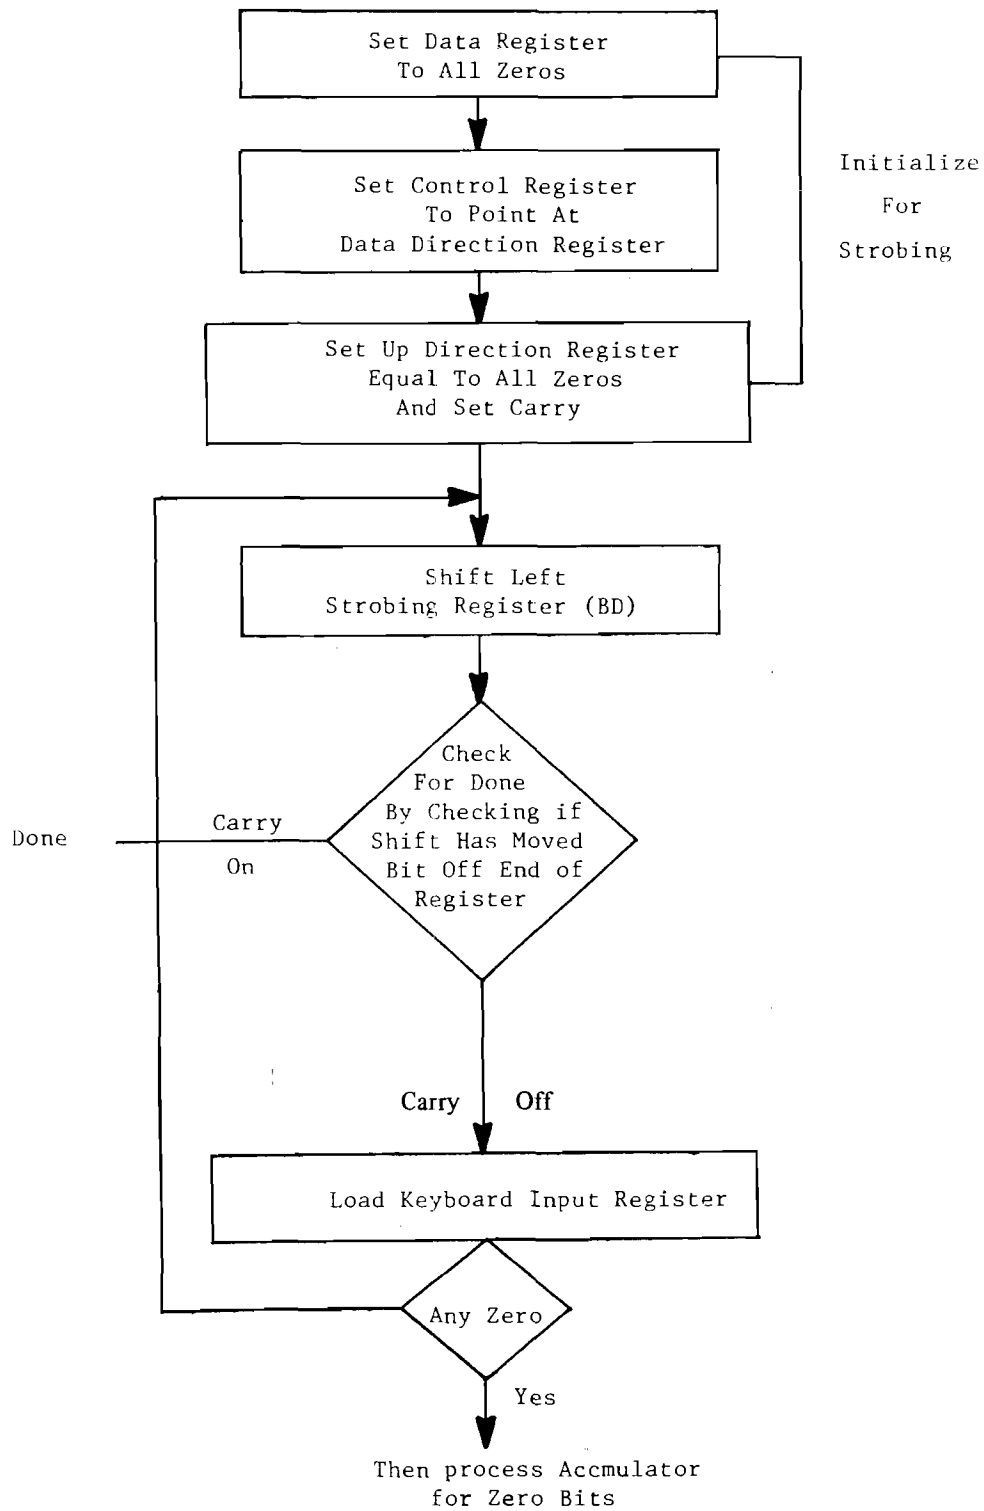 Set Data Register
To All Zeros
Initialize
For
Strobing
Set Control Register
To Point At
Data Direction Register
Set Up Direction Register
Equal To All Zeros
And Set Carry
Shift Left
Strobing Register (BD)
Check
For Done
By Checking if
Shift Has Moved
Bit Off End of
Register
Done
Carry
On
Carry Off
Load Keyboard Input Register
Any Zero
Yes
Then process Accmulator
for Zero Bits